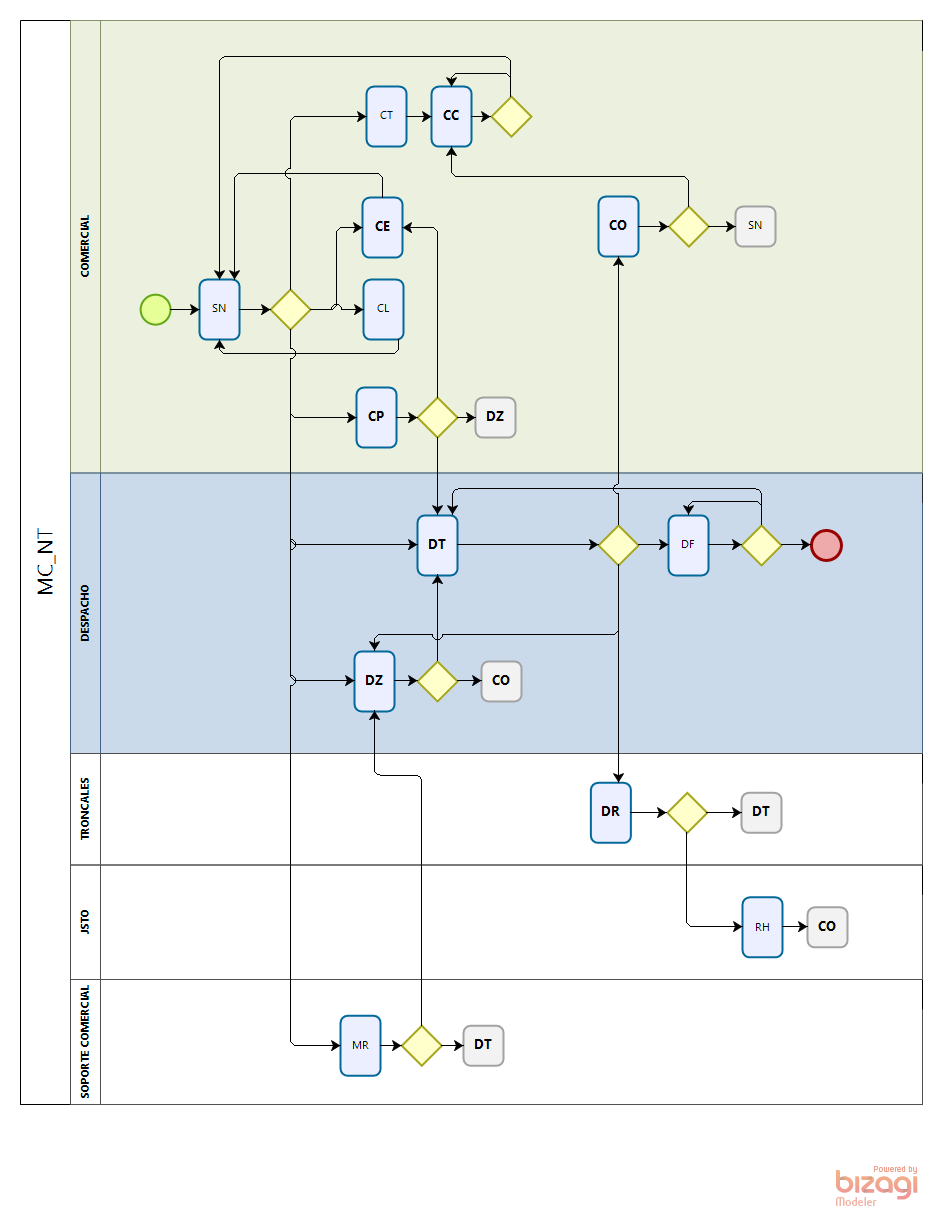 MC_NT
COMERCIAL
CT
CC
CE
CO
SN
SN
CL
CP
DZ
DESPACHO
DT
DF
DZ
CO
TRONCALES
DR
DT
JSTO
RH
CO
SOPORTE COMERCIAL
MR
DT
Powered by
bizagi
Modeler